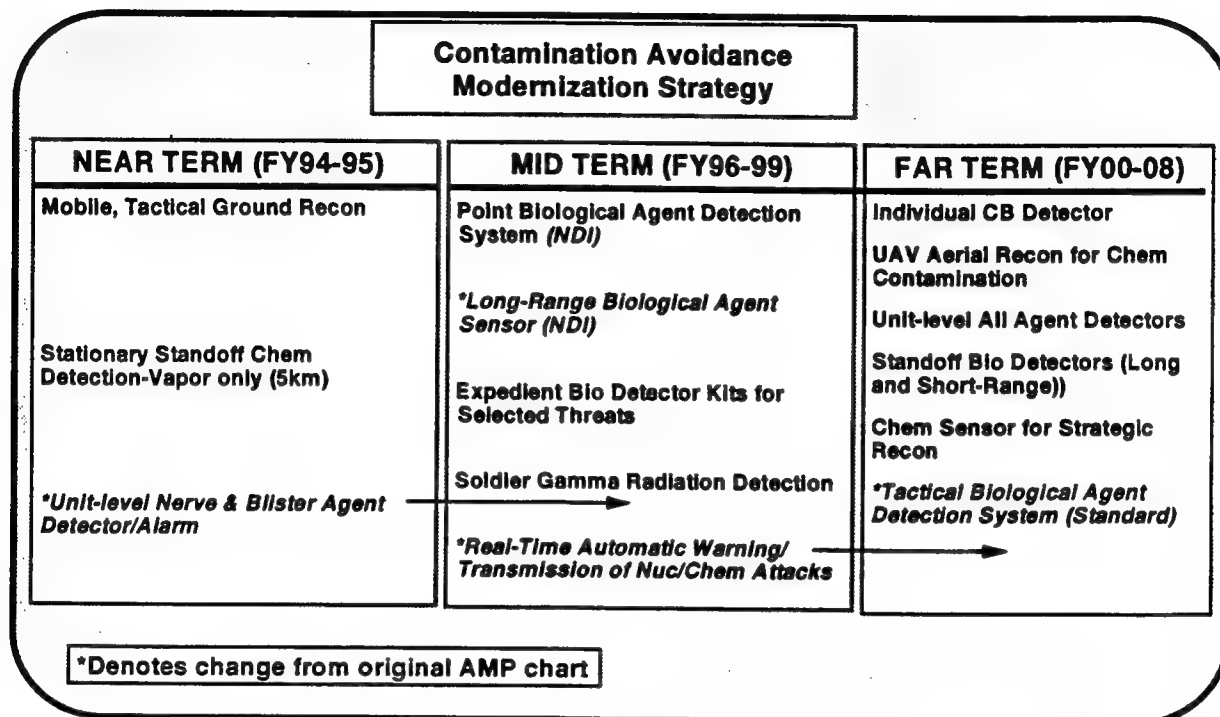 Contamination Avoidance
Modernization Strategy
NEAR TERM (FY94-95)
Mobile, Tactical Ground Recon
Stationary Standoff Chem
Detection-Vapor only (5km)
*Unit-level Nerve & Blister Agent
Detector/Alarm
MID TERM (FY96-99)
Point Biological Agent Detection
System (NDI)
*Long-Range Biological Agent
Sensor (NDI)
Expedient Bio Detector Kits for
Selected Threats
Soldier Gamma Radiation Detection
*Real-Time Automatic Warning/
Transmission of Nuc/Chem Attacks
FAR TERM (FY00-08)
Individual CB Detector
UAV Aerial Recon for Chem
Contamination
Unit-level All Agent Detectors
Standoff Bio Detectors (Long
and Short-Range))
Chem Sensor for Strategic
Recon
*Tactical Biological Agent
Detection System (Standard)
*Denotes change from original AMP chart